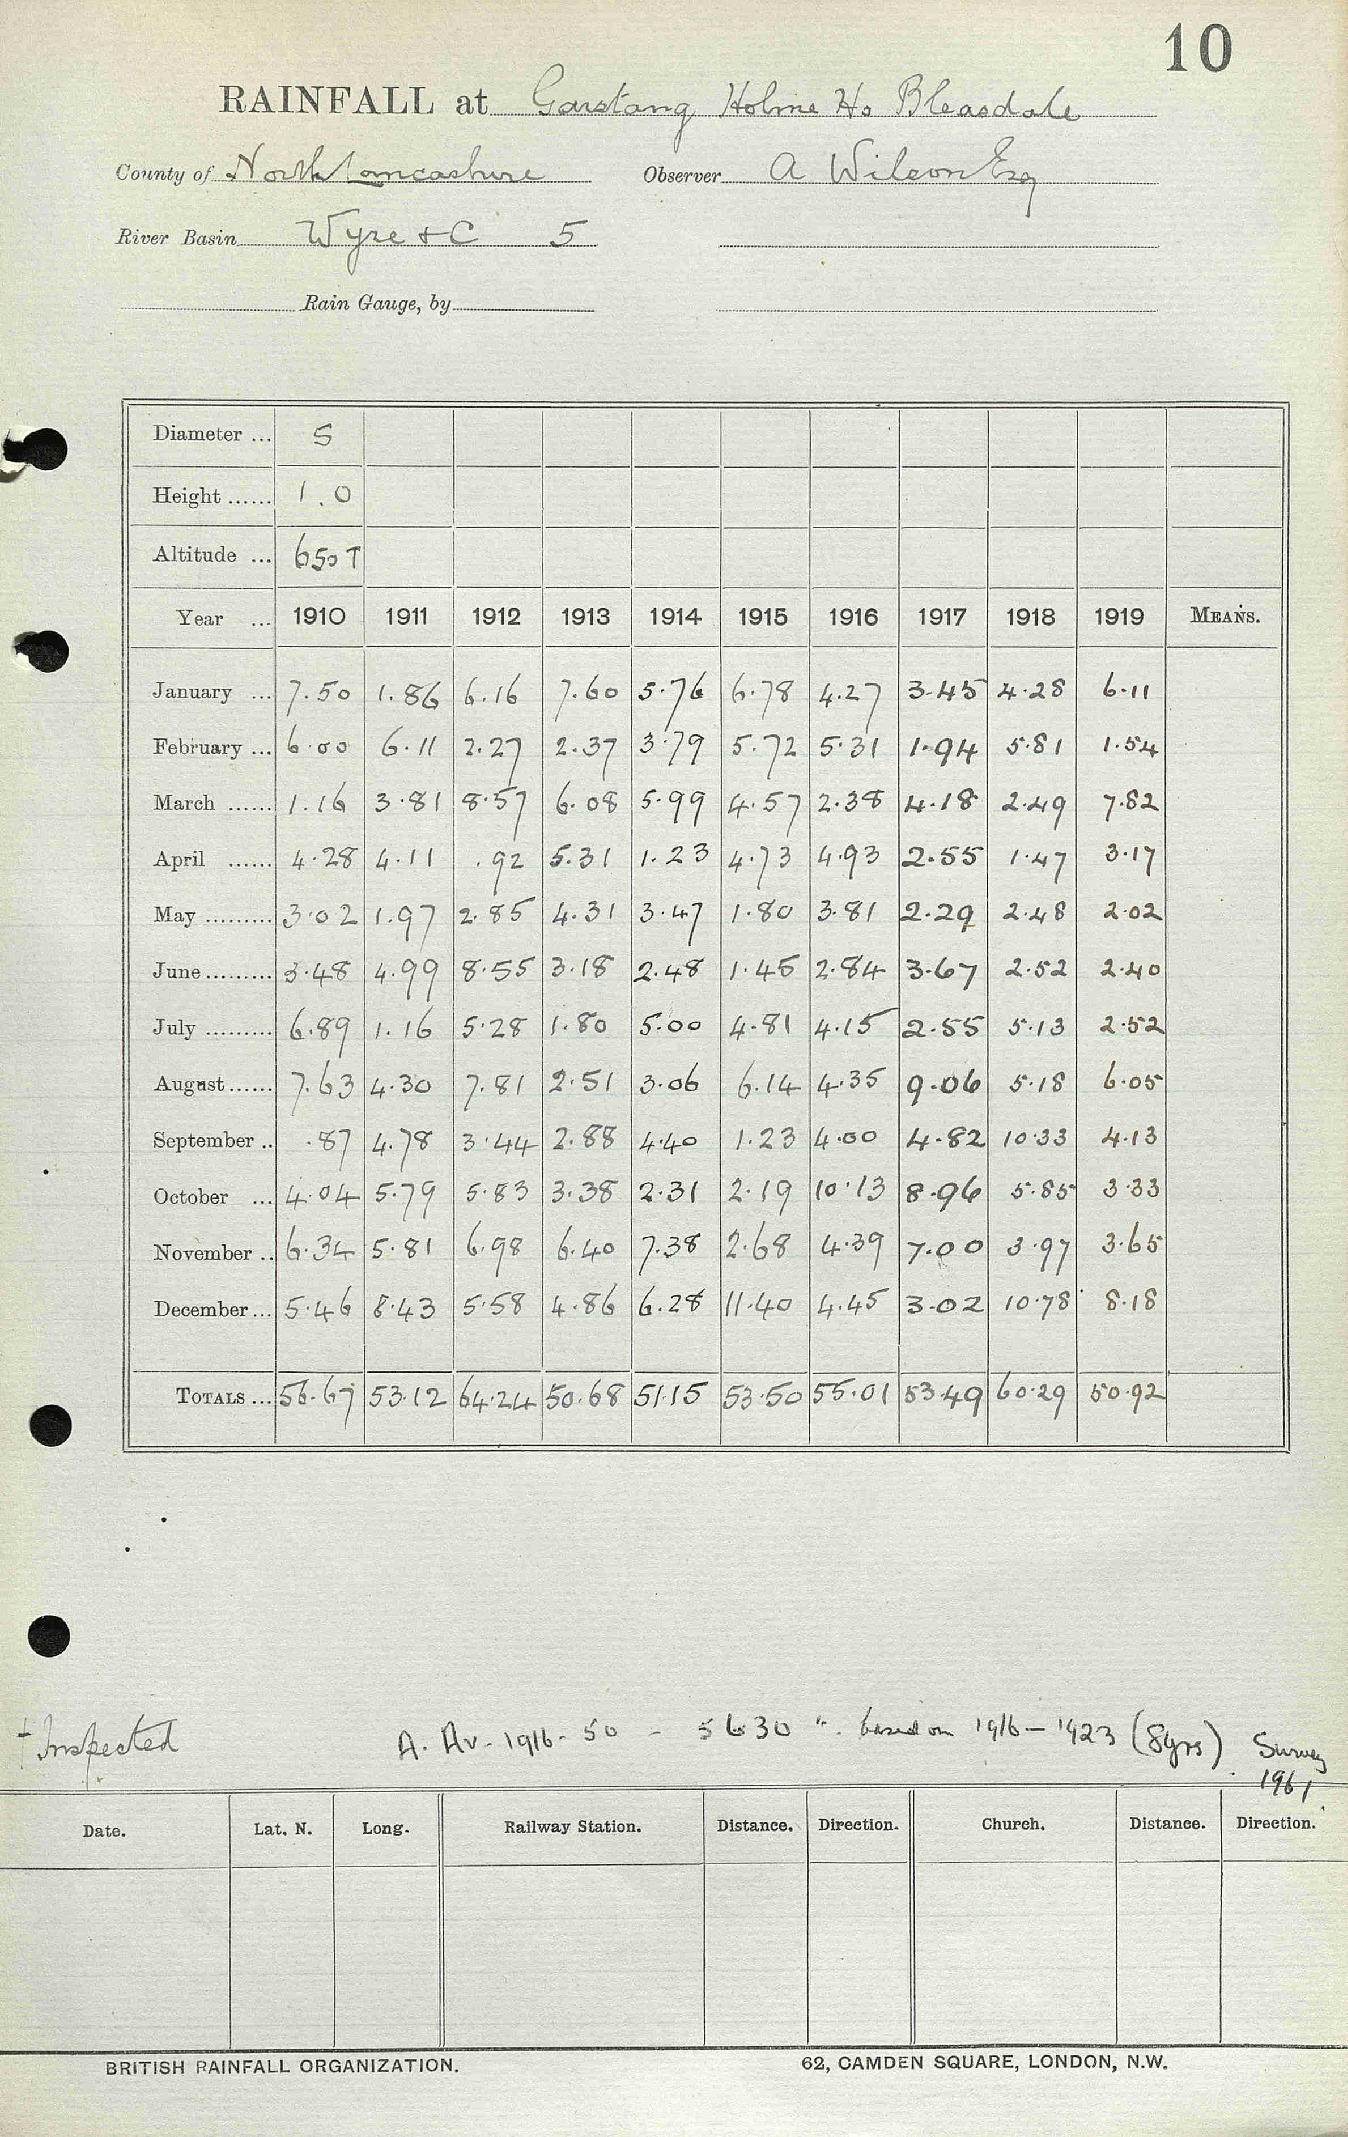 10
RAINFALL at Garstang Holme Ho Bleasdale
County of North Lancashire Observer A Wilson Esq
River Basin Wyre & C 5
Rain Gauge, by
Diameter ... 5
Height ...... 1.0
Altitude ... 650 T
Year ... 1910 1911 1912 1913 1914 1915 1916 1917 1918 1919 MEANS.
January ... 7.50 1.86 6.16 7.60 5.76 6.78 4.27 3.45 4.28 6.11
February ... 6.00 6.11 2.27 2.37 3.79 5.72 5.31 1.94 5.81 1.54
March ...... 1.16 3.81 8.57 6.08 5.99 4.57 2.38 4.18 2.49 7.82
April ...... 4.28 4.11 .92 5.31 1.23 4.73 4.93 2.55 1.47 3.17
May ......... 3.02 1.97 2.85 4.31 3.47 1.80 3.81 2.29 2.48 2.02
June ......... 3.48 4.99 8.55 3.18 2.48 1.45 2.84 3.67 2.52 2.40
July ......... 6.89 1.16 5.28 1.80 5.00 4.81 4.15 2.55 5.13 2.52
August ...... 7.63 4.30 7.81 2.51 3.06 6.14 4.35 9.06 5.18 6.05
September .. .87 4.78 3.44 2.88 4.40 1.23 4.00 4.82 10.33 4.13
October ... 4.04 5.79 5.83 3.38 2.31 2.19 10.13 8.96 5.85 3.33
November .. 6.34 5.81 6.98 6.40 7.38 2.68 4.39 7.00 3.97 3.65
December ... 5.46 8.43 5.58 4.86 6.28 11.40 4.45 3.02 10.78 8.18
TOTALS ... 56.67 53.12 64.24 50.68 51.15 53.50 55.01 53.49 60.29 50.92
† Inspected
A. Av. 1916-50 - 56.30 ". based on 1916-1923 (8yrs) Survey
1961
Date. Lat. N. Long. Railway Station. Distance. Direction. Church. Distance. Direction.
BRITISH RAINFALL ORGANIZATION. 62, CAMDEN SQUARE, LONDON, N.W.